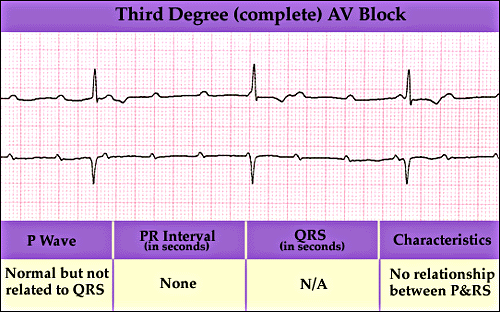 Third Degree (complete) AV Block
P Wave
PR Interval
(in seconds)
QRS
(in seconds)
Characteristics
Normal but not
related to QRS
None
N/A
No relationship
between P&RS